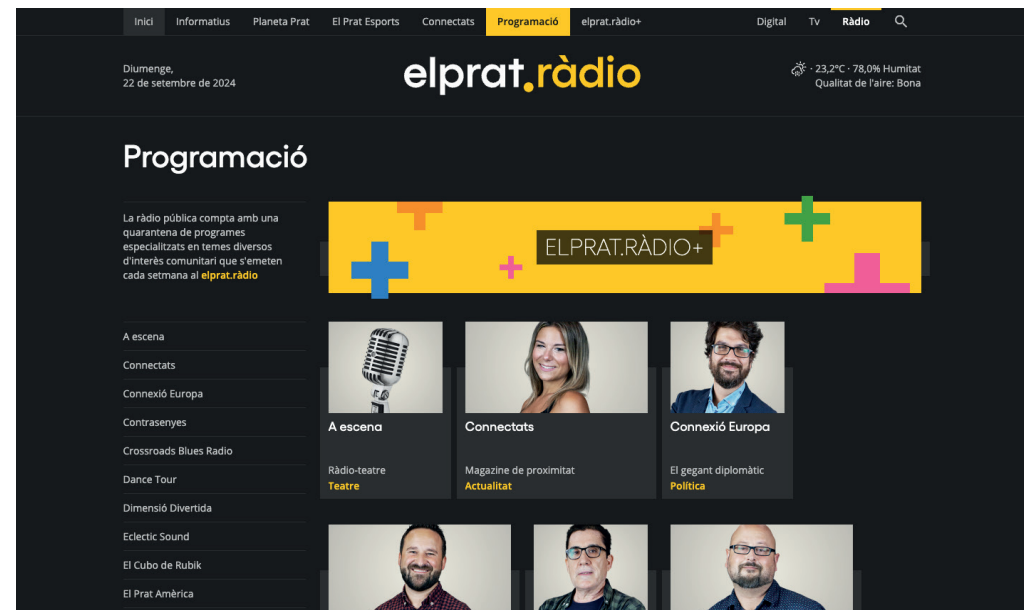 Inici Informatius Planeta Prat El Prat Esports Connectats Programació elprat.ràdio+ Digital Tv Ràdio
Diumenge,
22 de setembre de 2024
elprat.ràdio
· 23,2ºC · 78,0% Humitat
Qualitat de l'aire: Bona
Programació
La ràdio pública compta amb una
quarantena de programes
especialitzats en temes diversos
d'interès comunitari que s'emeten
cada setmana al elprat.ràdio
ELPRAT.RÀDIO+
A escena
Connectats
Connexió Europa
Contrasenyes
Crossroads Blues Radio
Dance Tour
Dimensió Divertida
Eclectic Sound
El Cubo de Rubik
El Prat Amèrica
A escena
Ràdio-teatre
Teatre
Connectats
Magazine de proximitat
Actualitat
Connexió Europa
El gegant diplomàtic
Política